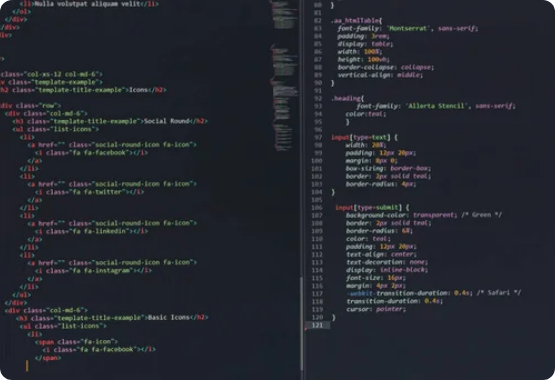 <li>Nulla volutpat aliquam velit</li>
</ol>
</div>
class="col-xs-12 col-md-6">
class="template-example">
h2 class="template-title-example">Icons</h2>
div class="row">
<div class="col-md-6">
<h3 class="template-title-example">Social Round</h2>
<ul class="list-icons">
<li>
<a href="" class="social-round-icon fa-icon">
<i class="fa fa-facebook"></i>
</a>
</li>
<li>
<a href="" class="social-round-icon fa-icon">
<i class="fa fa-twitter"></i>
</a>
</li>
<li>
<a href="" class="social-round-icon fa-icon">
<i class="fa fa-linkedin"></i>
</a>
</li>
<li>
<a href="" class="social-round-icon fa-icon">
<i class="fa fa-instagram"></i>
</a>
</li>
</ul>
</div>
<div class="col-md-6">
<h3 class="template-title-example">Basic Icons</h2>
<ul class="list-icons">
<li>
<span class="fa-icon">
<i class="fa fa-facebook"></i>
</span>
80 }
81
82 .aa_htmlTable{
83 font-family: 'Montserrat', sans-serif;
84 padding: 3rem;
85 display: table;
86 width: 100%;
87 height: 100vh;
88 border-collapse: collapse;
89 vertical-align: middle;
90 }
91
92 .heading{
93 font-family: 'Allerta Stencil', sans-serif;
94 color:teal;
95 }
96
97 input[type=text] {
98 width: 20%;
99 padding: 12px 20px;
100 margin: 8px 0;
101 box-sizing: border-box;
102 border: 2px solid teal;
103 border-radius: 4px;
104 }
105
106 input[type=submit] {
107 background-color: transparent; /* Green */
108 border: 2px solid teal;
109 border-radius: 68;
110 color: teal;
111 padding: 12px 20px;
112 text-align: center;
113 text-decoration: none;
114 display: inline-block;
115 font-size: 16px;
116 margin: 4px 2px;
117 -webkit-transition-duration: 0.4s; /* Safari */
118 transition-duration: 0.4s;
119 cursor: pointer;
120 }
121